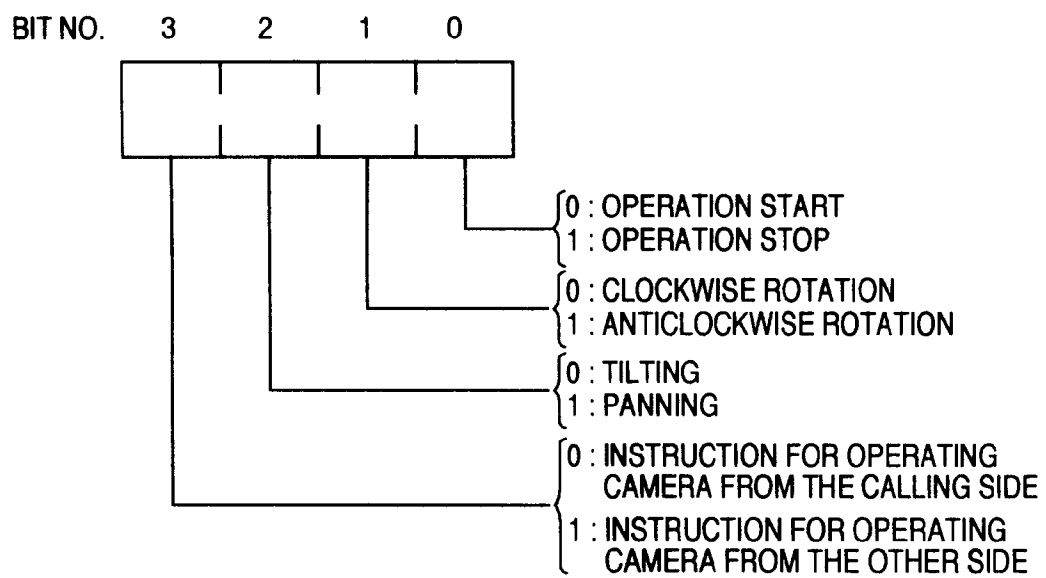 BIT NO. 3 2 1 0
0 : OPERATION START
1 : OPERATION STOP
0 : CLOCKWISE ROTATION
1 : ANTICLOCKWISE ROTATION
0 : TILTING
1 : PANNING
0 : INSTRUCTION FOR OPERATING
CAMERA FROM THE CALLING SIDE
1 : INSTRUCTION FOR OPERATING
CAMERA FROM THE OTHER SIDE